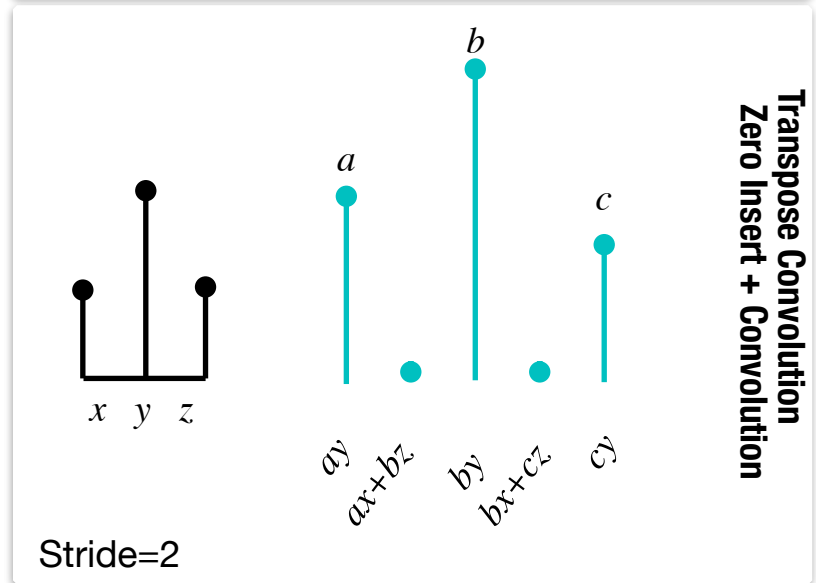 b
a
c
x y z
ay
ax+bz
by
bx+cz
cy
Stride=2
Transpose Convolution
Zero Insert + Convolution